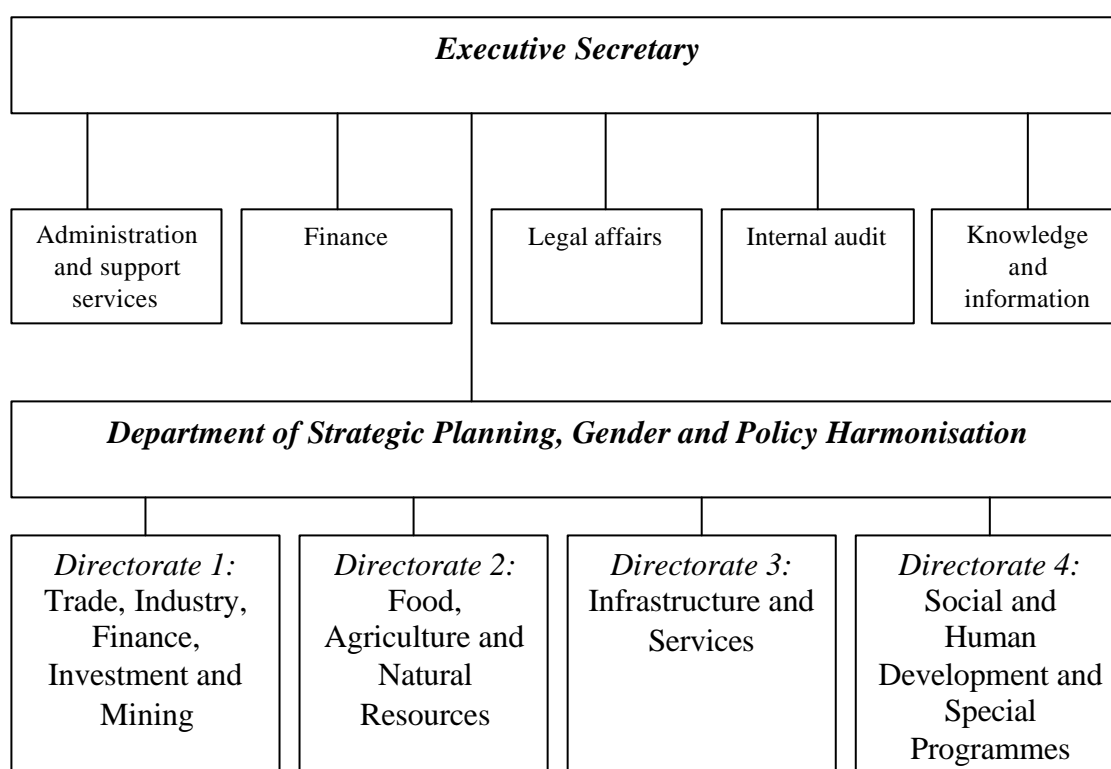 Executive Secretary
Administration
and support
services
Finance
Legal affairs
Internal audit
Knowledge
and
information
Department of Strategic Planning, Gender and Policy Harmonisation
Directorate 1:
Trade, Industry,
Finance,
Investment and
Mining
Directorate 2:
Food,
Agriculture and
Natural
Resources
Directorate 3:
Infrastructure and
Services
Directorate 4:
Social and
Human
Development and
Special
Programmes